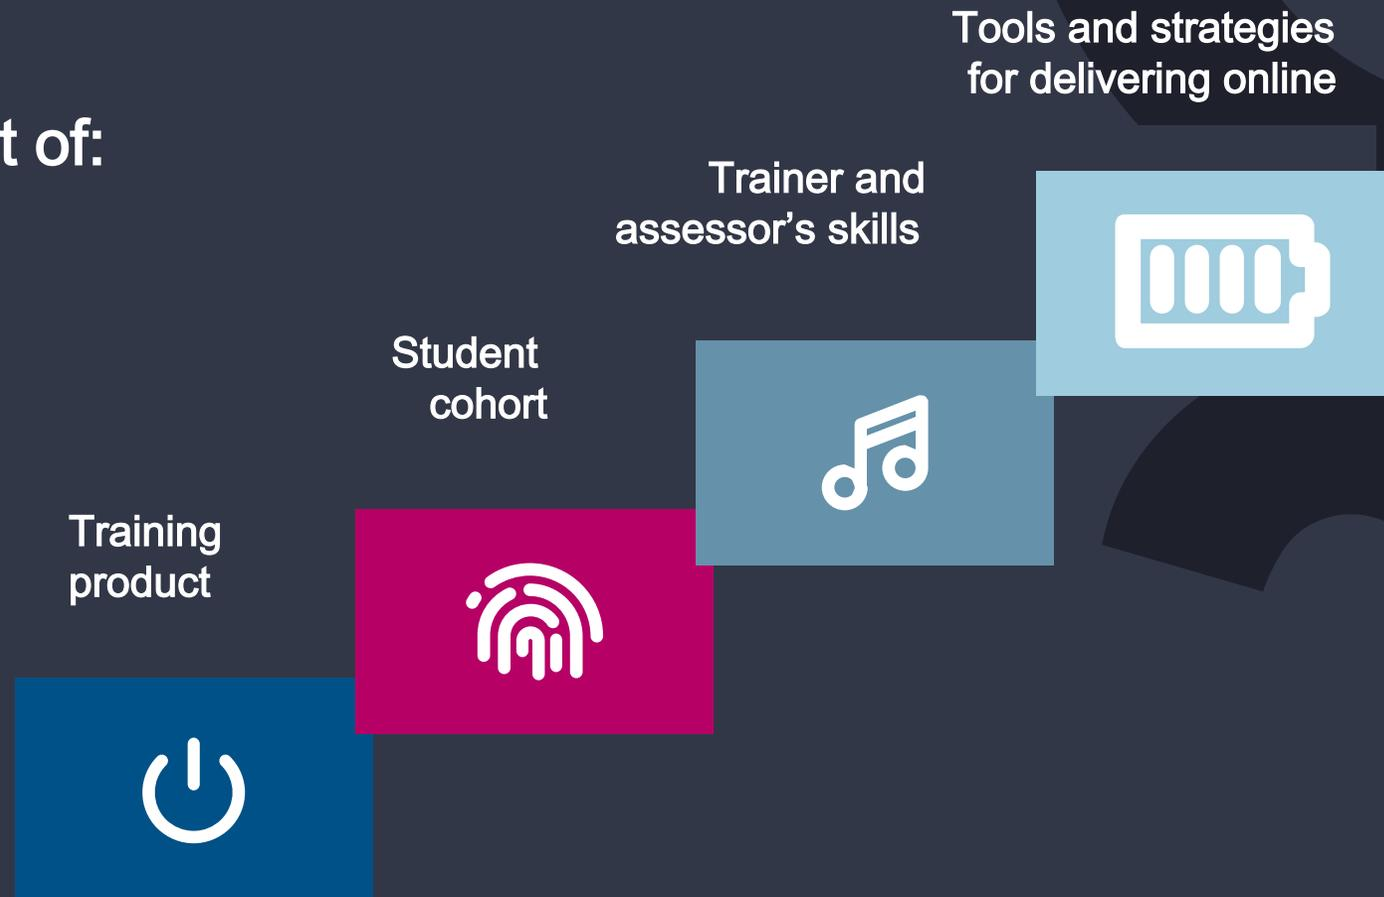 t of:
Training
product
Student
cohort
Trainer and
assessor’s skills
Tools and strategies
for delivering online